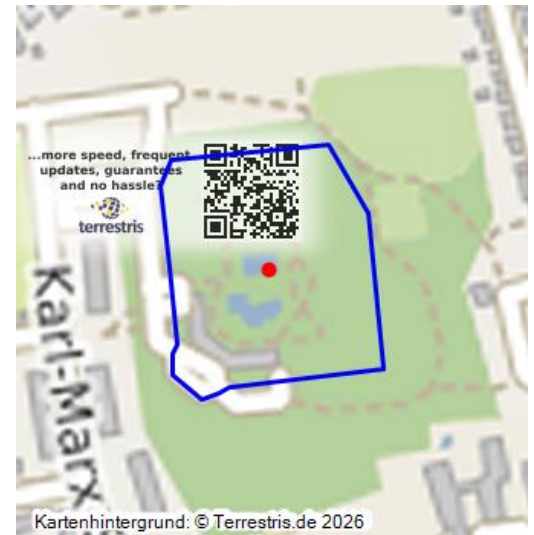 ...more speed, frequent
updates, guarantees
and no hassle?
terrestris
Karl-Marx
Kartenhintergrund: © Terrestris.de 2026